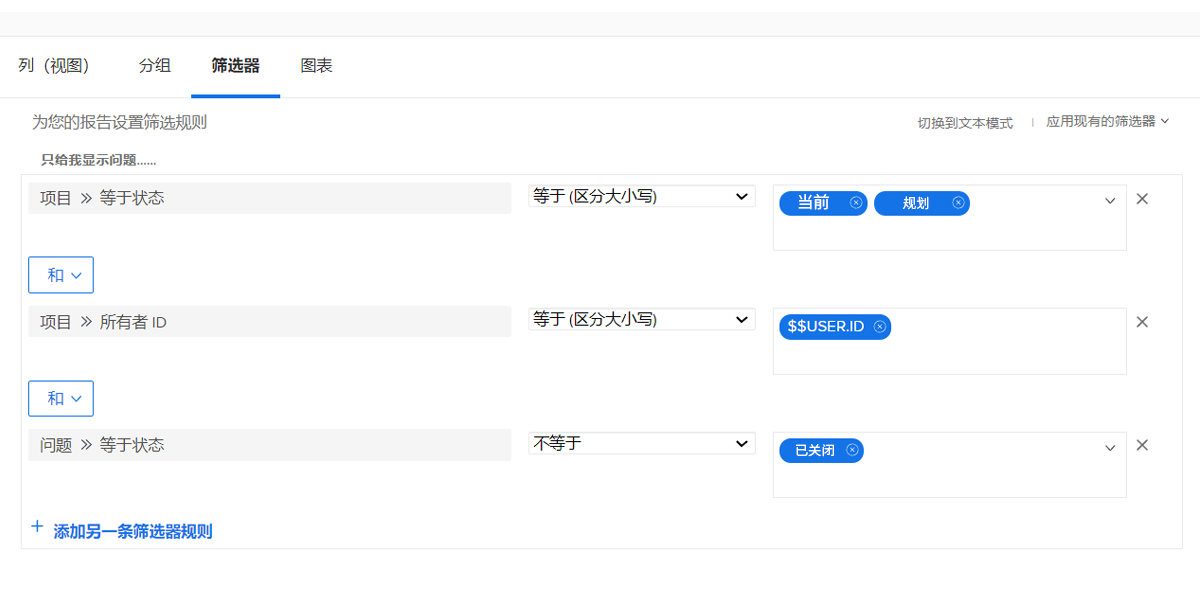 列（视图） 分组 筛选器 图表
为您的报告设置筛选规则 切换到文本模式 应用现有的筛选器
只给我显示问题......
项目 » 等于状态 等于 (区分大小写) 当前 规划
和
项目 » 所有者 ID 等于 (区分大小写) $$USER.ID
和
问题 » 等于状态 不等于 已关闭
+ 添加另一条筛选器规则